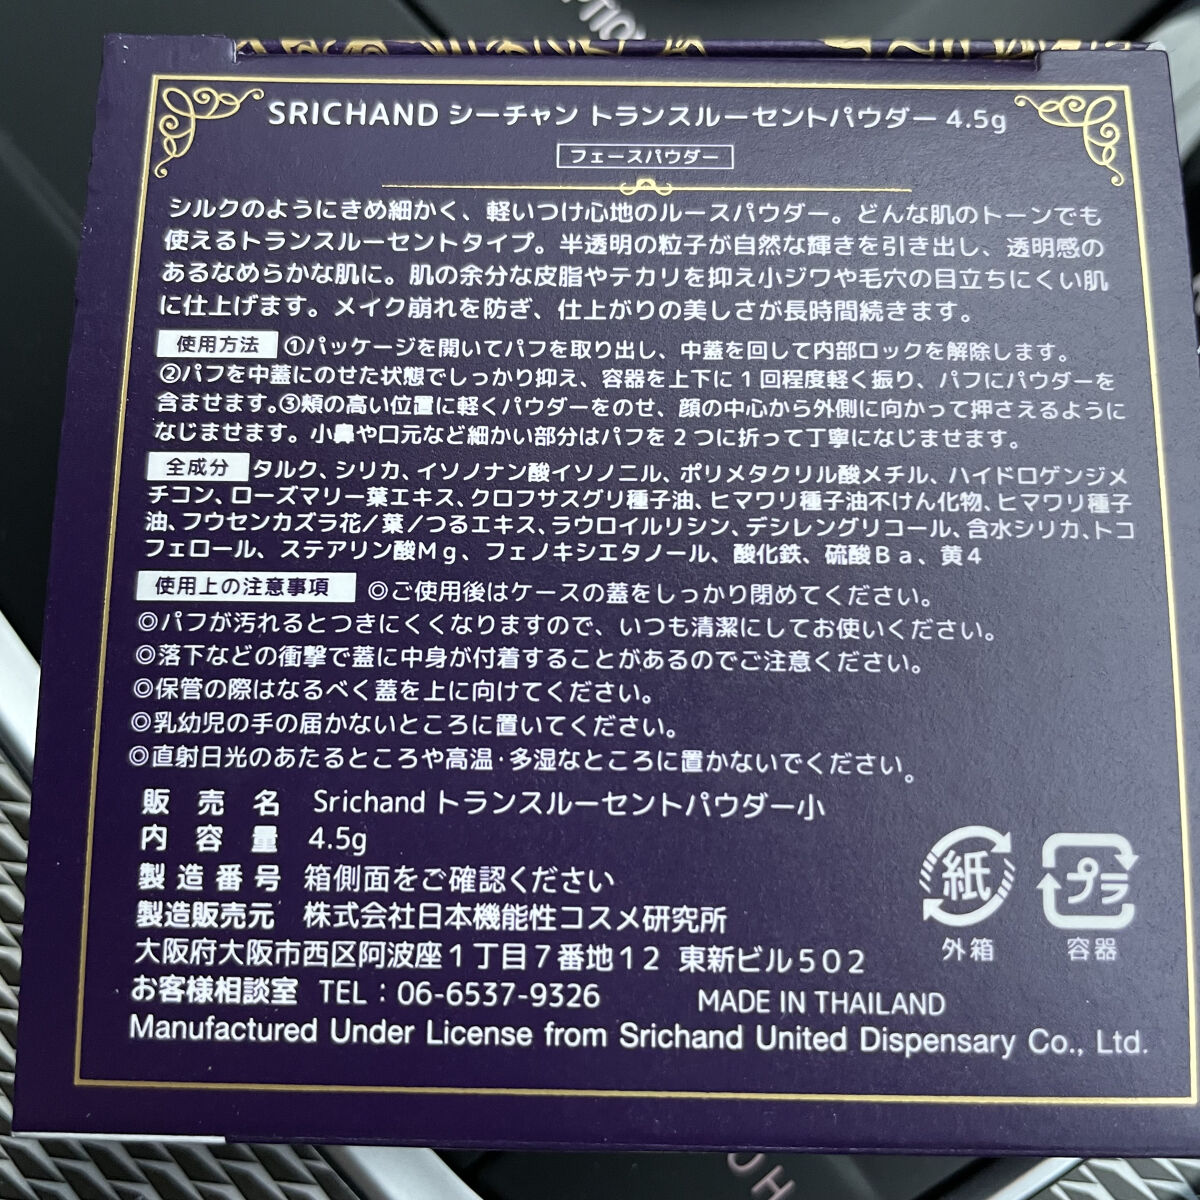 SRICHAND シーチャン トランスルーセントパウダー 4.5g
フェースパウダー
シルクのようにきめ細かく、軽いつけ心地のルースパウダー。どんな肌のトーンでも
使えるトランスルーセントタイプ。半透明の粒子が自然な輝きを引き出し、透明感の
あるなめらかな肌に。肌の余分な皮脂やテカリを抑え小ジワや毛穴の目立ちにくい肌
に仕上げます。メイク崩れを防ぎ、仕上がりの美しさが長時間続きます。
使用方法 ①パッケージを開いてパフを取り出し、中蓋を回して内部ロックを解除します。
②パフを中蓋にのせた状態でしっかり抑え、容器を上下に1回程度軽く振り、パフにパウダーを
含ませます。③頬の高い位置に軽くパウダーをのせ、顔の中心から外側に向かって押さえるように
なじませます。小鼻や口元など細かい部分はパフを2つに折って丁寧になじませます。
全成分 タルク、シリカ、イソノナン酸イソノニル、ポリメタクリル酸メチル、ハイドロゲンジメ
チコン、ローズマリー葉エキス、クロフサスグリ種子油、ヒマワリ種子油不けん化物、ヒマワリ種子
油、フウセンカズラ花/葉/つるエキス、ラウロイルリシン、デシレングリコール、含水シリカ、トコ
フェロール、ステアリン酸Mg、フェノキシエタノール、酸化鉄、硫酸Ba、黄4
使用上の注意事項 ◎ご使用後はケースの蓋をしっかり閉めてください。
◎パフが汚れるとつきにくくなりますので、いつも清潔にしてお使いください。
◎落下などの衝撃で蓋に中身が付着することがあるのでご注意ください。
◎保管の際はなるべく蓋を上に向けてください。
◎乳幼児の手の届かないところに置いてください。
◎直射日光のあたるところや高温・多湿なところに置かないでください。
販売名 Srichand トランスルーセントパウダー小
内容量 4.5g
製造番号 箱側面をご確認ください
製造販売元 株式会社日本機能性コスメ研究所
大阪府大阪市西区阿波座1丁目7番地12 東新ビル502
お客様相談室 TEL：06-6537-9326 MADE IN THAILAND
Manufactured Under License from Srichand United Dispensary Co., Ltd.
紙 プラ
外箱 容器